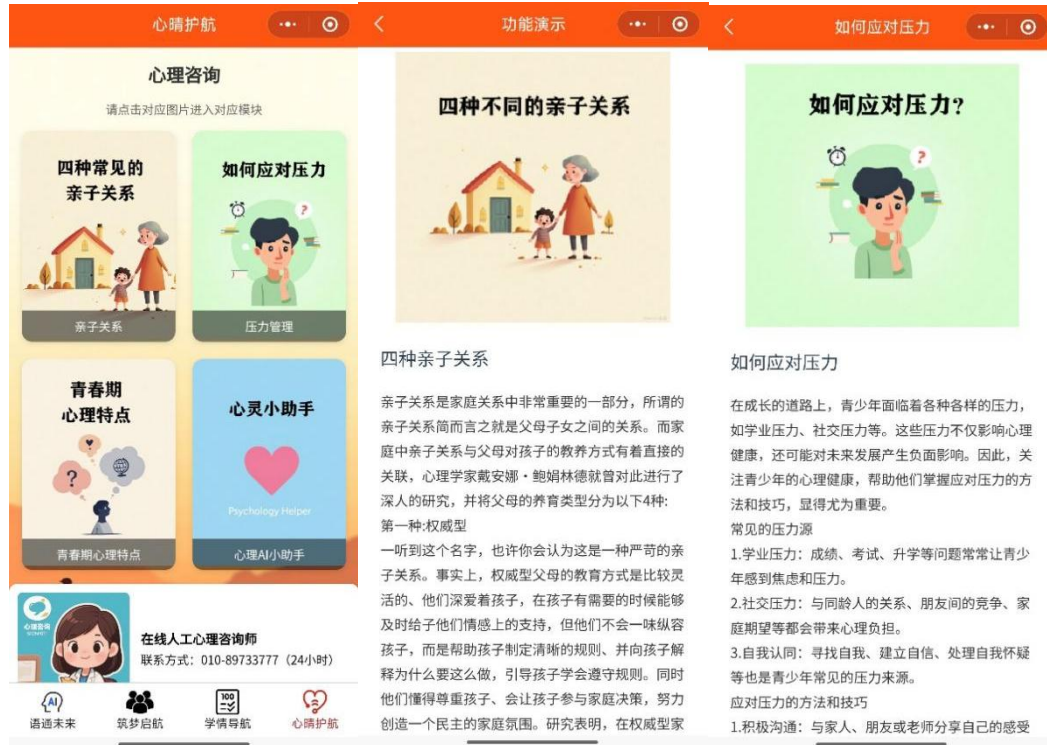 心晴护航
心理咨询
请点击对应图片进入对应模块
四种常见的
亲子关系
亲子关系
如何应对压力
?
压力管理
青春期
心理特点
?
青春期心理特点
心灵小助手
Psychology Helper
心理AI小助手
心理咨询
在线人工心理咨询师
联系方式：010-89733777（24小时）
AI
语通未来
筑梦启航
100
学情导航
心晴护航
功能演示
四种不同的亲子关系
四种亲子关系
亲子关系是家庭关系中非常重要的一部分，所谓的
亲子关系简而言之就是父母子女之间的关系。而家
庭中亲子关系与父母对孩子的教养方式有着直接的
关联，心理学家戴安娜·鲍娟林德就曾对此进行了
深人的研究，并将父母的养育类型分为以下4种:
第一种:权威型
一听到这个名字，也许你会认为这是一种严苛的亲
子关系。事实上，权威型父母的教育方式是比较灵
活的、他们深爱着孩子，在孩子有需要的时候能够
及时给子他们情感上的支持，但他们不会一味纵容
孩子，而是帮助孩子制定清晰的规则、并向孩子解
释为什么要这么做，引导孩子学会遵守规则。同时
他们懂得尊重孩子、会让孩子参与家庭决策，努力
创造一个民主的家庭氛围。研究表明，在权威型家
如何应对压力
如何应对压力?
?
如何应对压力
在成长的道路上，青少年面临着各种各样的压力，
如学业压力、社交压力等。这些压力不仅影响心理
健康，还可能对未来发展产生负面影响。因此，关
注青少年的心理健康，帮助他们掌握应对压力的方
法和技巧，显得尤为重要。
常见的压力源
1.学业压力：成绩、考试、升学等问题常常让青少
年感到焦虑和压力。
2.社交压力：与同龄人的关系、朋友间的竞争、家
庭期望等都会带来心理负担。
3.自我认同：寻找自我、建立自信、处理自我怀疑
等也是青少年常见的压力来源。
应对压力的方法和技巧
1.积极沟通：与家人、朋友或老师分享自己的感受